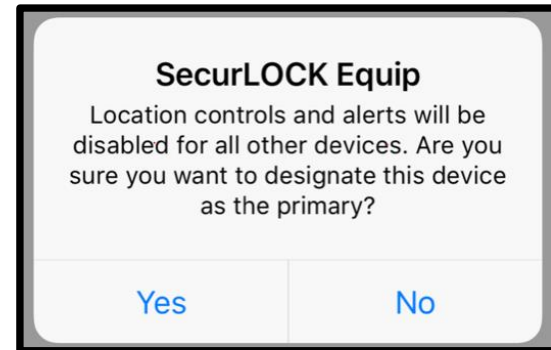 SecurLOCK Equip
Location controls and alerts will be
disabled for all other devices. Are you
sure you want to designate this device
as the primary?
Yes No